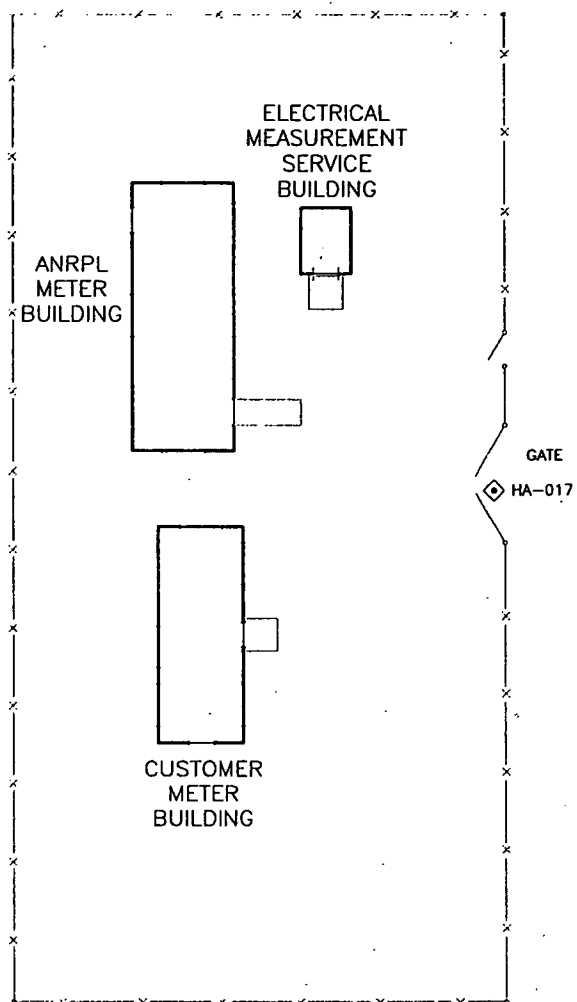 ELECTRICAL
MEASUREMENT
SERVICE
BUILDING
ANRPL
METER
BUILDING
GATE
HA-017
CUSTOMER
METER
BUILDING